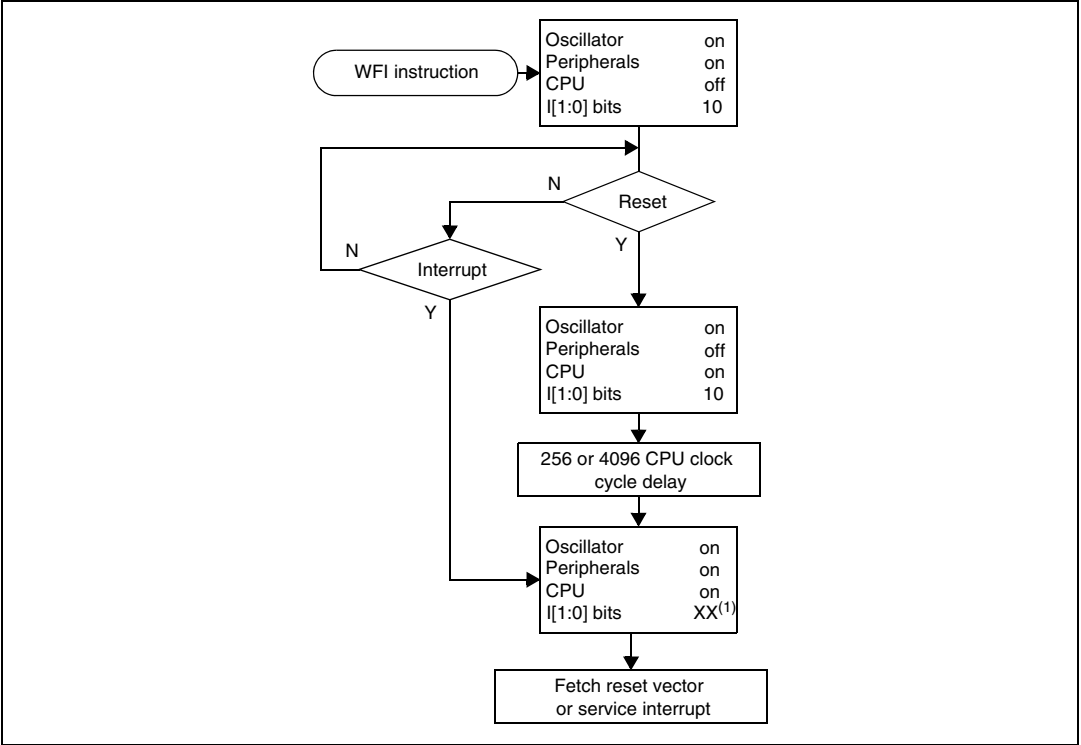 WFI instruction
Oscillator on
Peripherals on
CPU off
I[1:0] bits 10
N
Reset
Y
N
Interrupt
Y
Oscillator on
Peripherals off
CPU on
I[1:0] bits 10
256 or 4096 CPU clock
cycle delay
Oscillator on
Peripherals on
CPU on
I[1:0] bits XX(1)
Fetch reset vector
or service interrupt